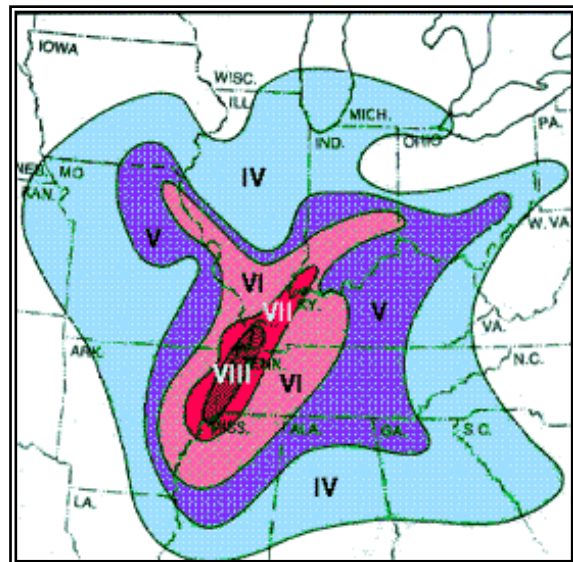 IOWA
WISC.
ILL.
MICH.
PA.
IND.
OHIO
NEB.
MO
KAN.
IV
W.VA.
V
VI
KY.
V
VII
VA.
ARK.
TENN.
N.C.
VIII
VI
MISS.
ALA.
GA.
S.C.
IV
LA.